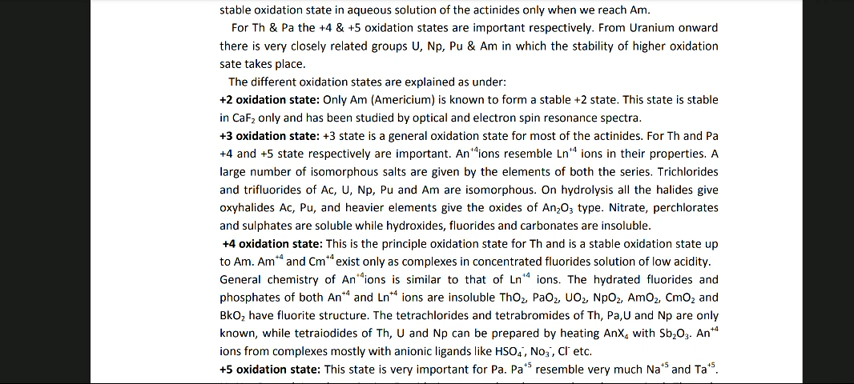 stable oxidation state in aqueous solution of the actinides only when we reach Am.
For Th & Pa the +4 & +5 oxidation states are important respectively. From Uranium onward
there is very closely related groups U, Np, Pu & Am in which the stability of higher oxidation
sate takes place.
The different oxidation states are explained as under:
+2 oxidation state: Only Am (Americium) is known to form a stable +2 state. This state is stable
in CaF₂ only and has been studied by optical and electron spin resonance spectra.
+3 oxidation state: +3 state is a general oxidation state for most of the actinides. For Th and Pa
+4 and +5 state respectively are important. An⁺⁴ions resemble Ln⁺⁴ ions in their properties. A
large number of isomorphous salts are given by the elements of both the series. Trichlorides
and trifluorides of Ac, U, Np, Pu and Am are isomorphous. On hydrolysis all the halides give
oxyhalides Ac, Pu, and heavier elements give the oxides of An₂O₃ type. Nitrate, perchlorates
and sulphates are soluble while hydroxides, fluorides and carbonates are insoluble.
+4 oxidation state: This is the principle oxidation state for Th and is a stable oxidation state up
to Am. Am⁺⁴ and Cm⁺⁴ exist only as complexes in concentrated fluorides solution of low acidity.
General chemistry of An⁺⁴ions is similar to that of Ln⁺⁴ ions. The hydrated fluorides and
phosphates of both An⁺⁴ and Ln⁺⁴ ions are insoluble ThO₂, PaO₂, UO₂, NpO₂, AmO₂, CmO₂ and
BkO₂ have fluorite structure. The tetrachlorides and tetrabromides of Th, Pa,U and Np are only
known, while tetraiodides of Th, U and Np can be prepared by heating AnX₄ with Sb₂O₃. An⁺⁴
ions from complexes mostly with anionic ligands like HSO₄⁻, No₃⁻, Cl⁻ etc.
+5 oxidation state: This state is very important for Pa. Pa⁺⁵ resemble very much Na⁺⁵ and Ta⁺⁵.